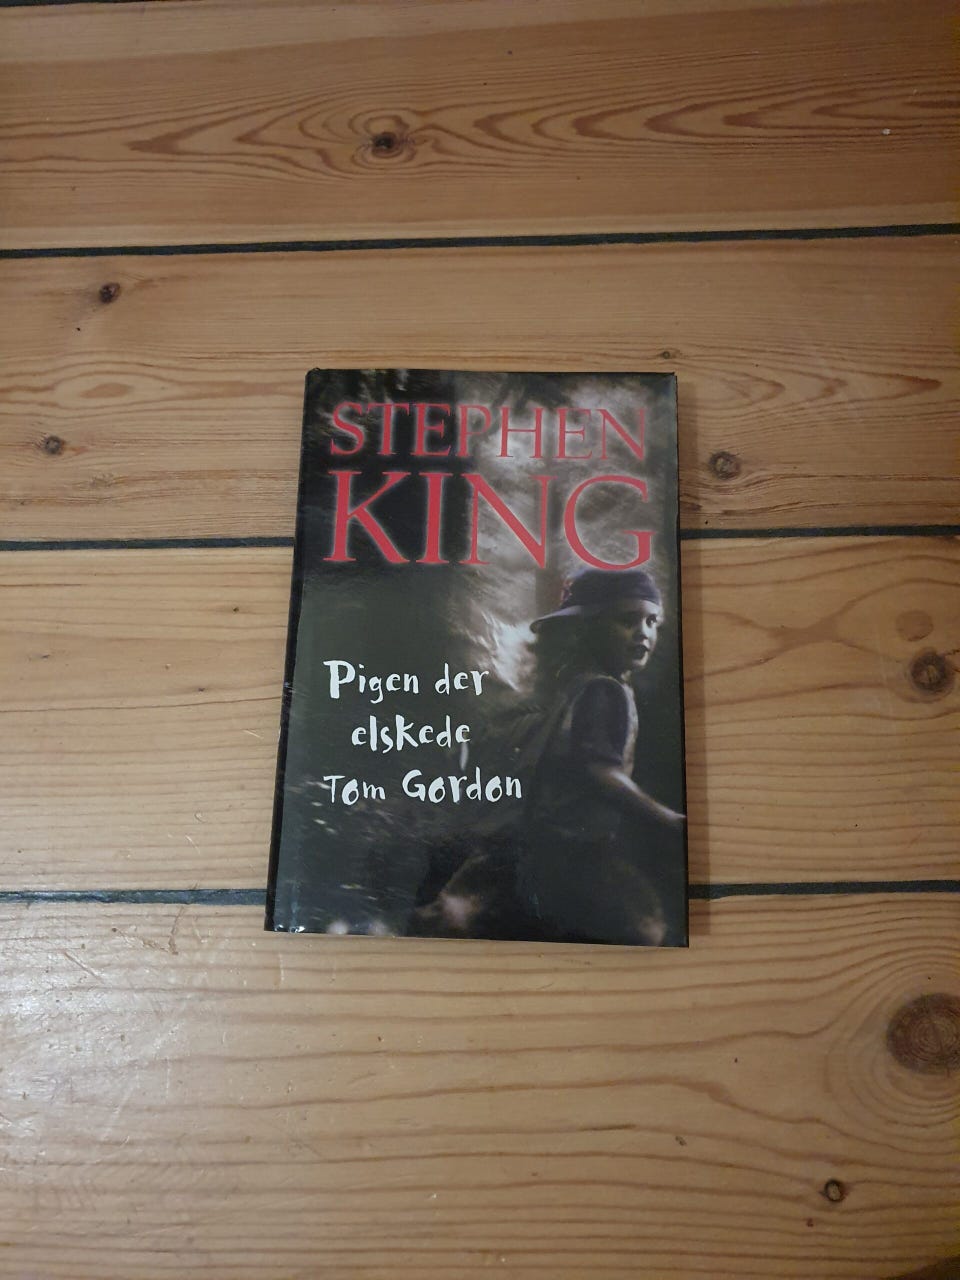 STEPHEN
KING
Pigen der
elskede
Tom Gordon